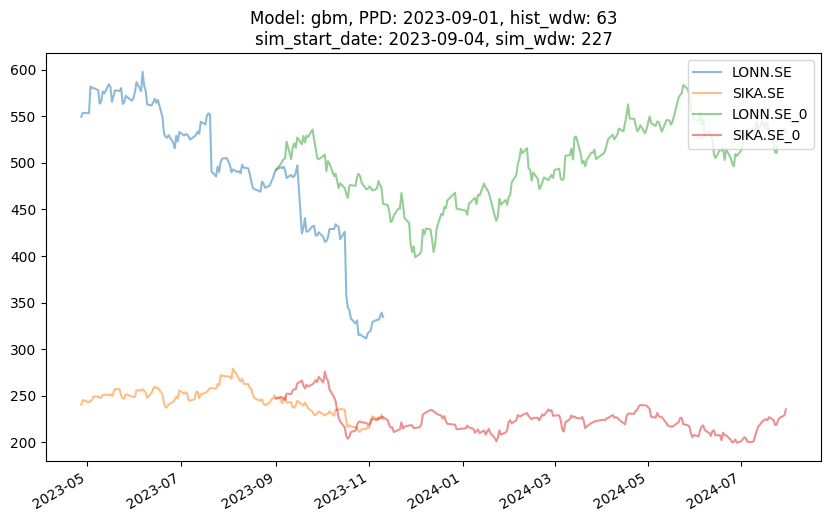 Model: gbm, PPD: 2023-09-01, hist_wdw: 63
sim_start_date: 2023-09-04, sim_wdw: 227
LONN.SE
SIKA.SE
LONN.SE_0
SIKA.SE_0
600
550
500
450
400
350
300
250
200
2023-05
2023-07
2023-09
2023-11
2024-01
2024-03
2024-05
2024-07